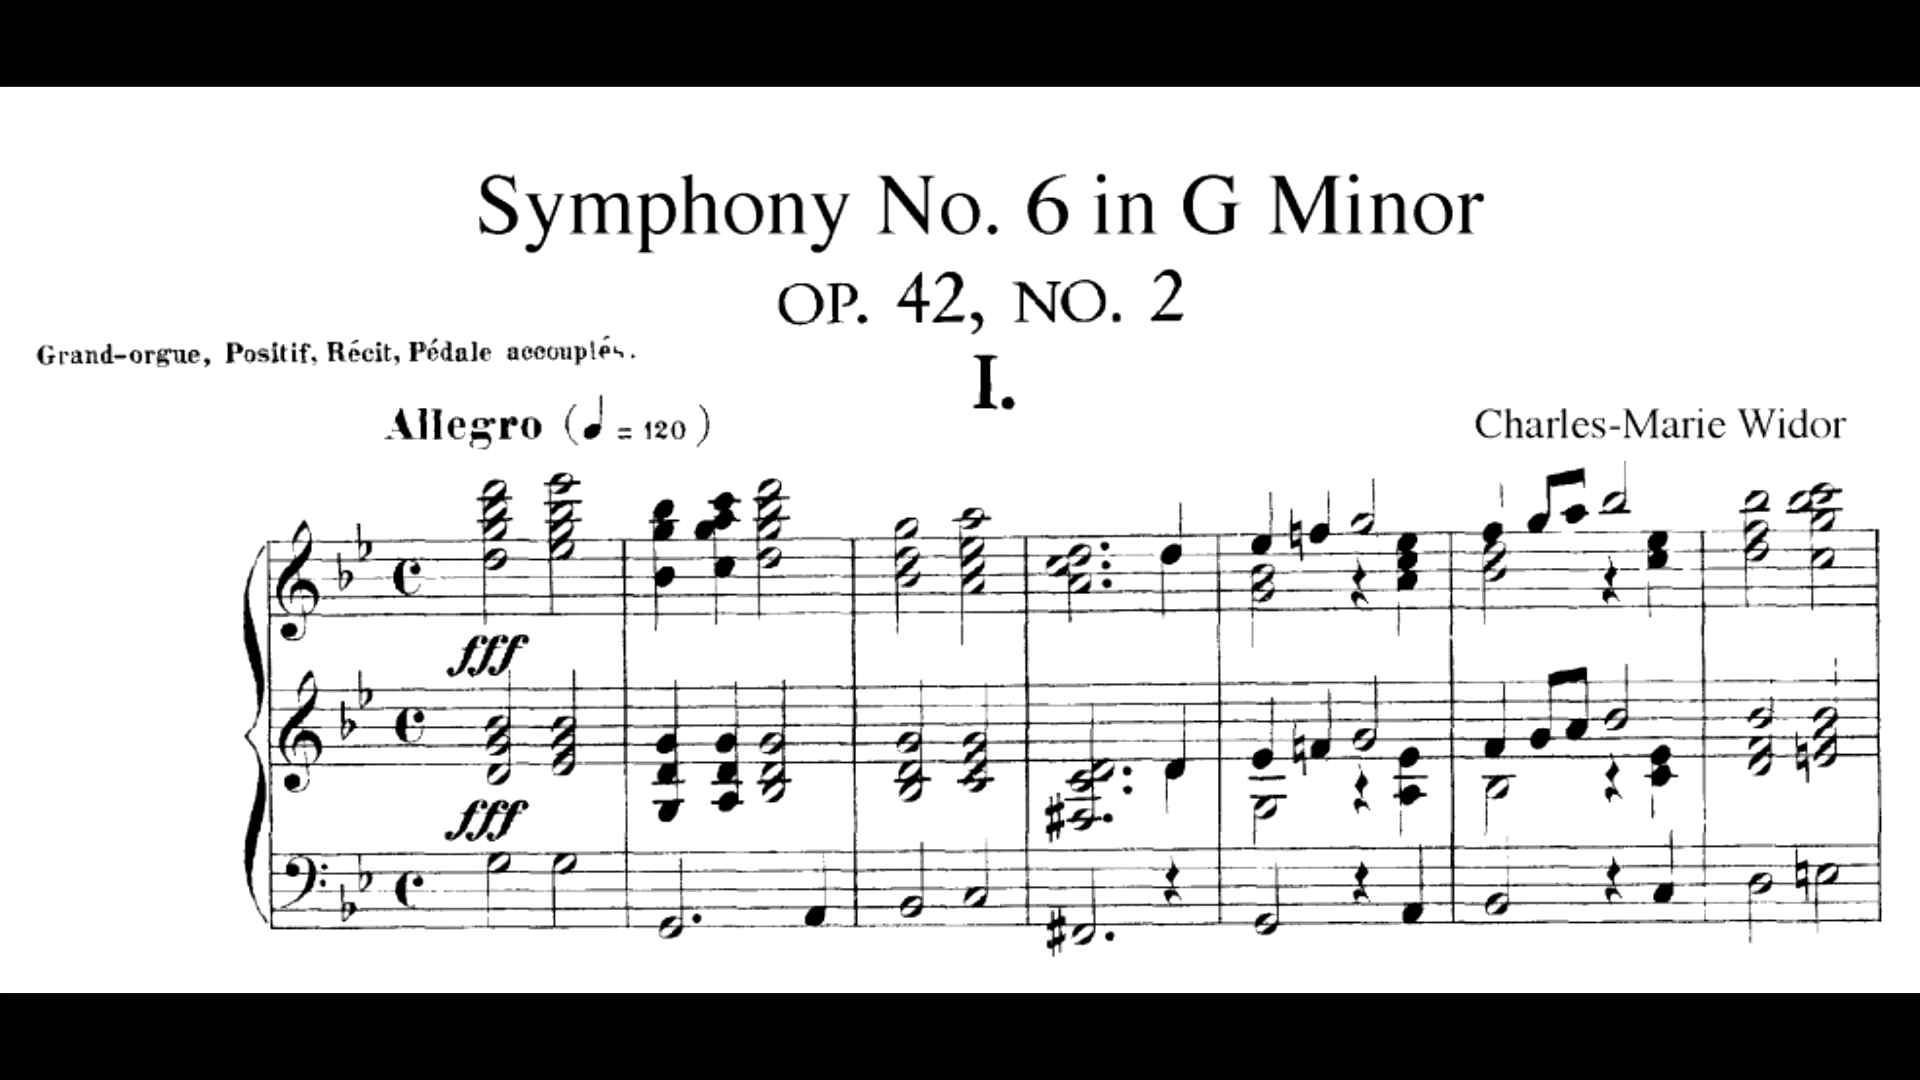 Symphony No. 6 in G Minor
OP. 42, NO. 2
Grand-orgue, Positif, Récit, Pédale accouplés.
I.
Allegro (♩ = 120)
Charles-Marie Widor
fff
fff